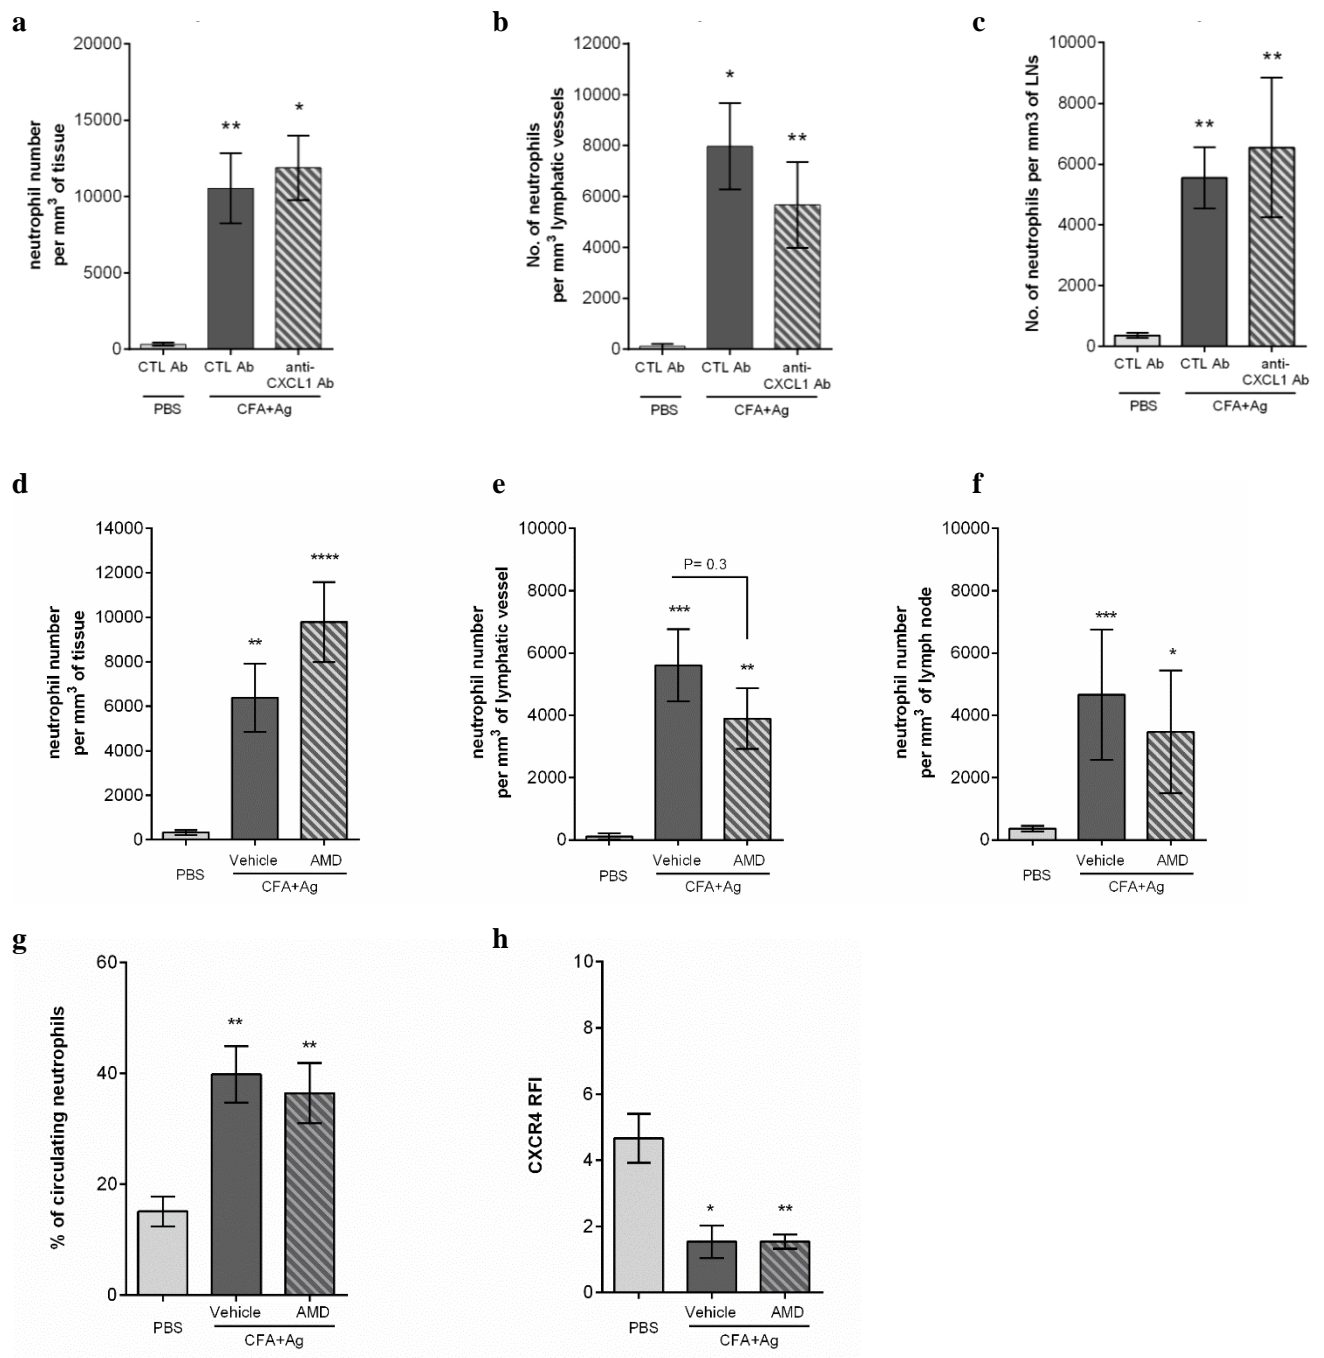 a
neutrophil number
per mm3 of tissue
20000
15000
10000
5000
0
**
*
CTL Ab CTL Ab anti-
CXCL1 Ab
PBS CFA+Ag
b
No. of neutrophils
per mm3 lymphatic vessels
12000
10000
8000
6000
4000
2000
0
*
**
CTL Ab CTL Ab anti-
CXCL1 Ab
PBS CFA+Ag
c
No. of neutrophils per mm3 of LNs
10000
8000
6000
4000
2000
0
**
**
CTL Ab CTL Ab anti-
CXCL1 Ab
PBS CFA+Ag
d
neutrophil number
per mm3 of tissue
14000
12000
10000
8000
6000
4000
2000
0
**
****
Vehicle AMD
PBS
CFA+Ag
e
neutrophil number
per mm3 of lymphatic vessel
10000
8000
6000
4000
2000
0
P= 0.3
***
**
Vehicle AMD
PBS
CFA+Ag
f
neutrophil number
per mm3 of lymph node
10000
8000
6000
4000
2000
0
***
*
Vehicle AMD
PBS
CFA+Ag
g
% of circulating neutrophils
60
40
20
0
**
**
Vehicle AMD
PBS
CFA+Ag
h
CXCR4 RFI
10
8
6
4
2
0
*
**
Vehicle AMD
PBS
CFA+Ag